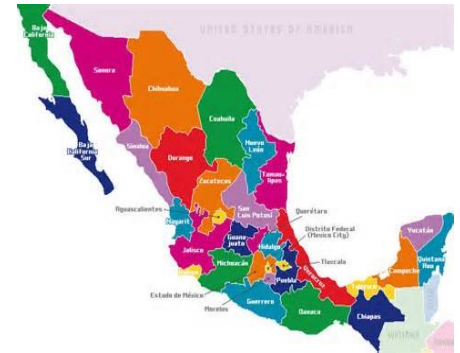 UNITED STATES OF AMERICA
Baja
California
Sonora
Chihuahua
Coahuila
Baja
California
Sur
Sinaloa
Durango
Nuevo
León
Tamau-
lipas
Zacatecas
Aguascalientes
San
Luis Potosí
Querétaro
Nayarit
Distrito Federal
(Mexico City)
Guana-
juato
Hidalgo
Yucatán
Jalisco
Tlaxcala
Quintana
Roo
Michoacán
Veracruz
Campeche
Puebla
Tabasco
Estado de México
Guerrero
Morelos
Oaxaca
Chiapas